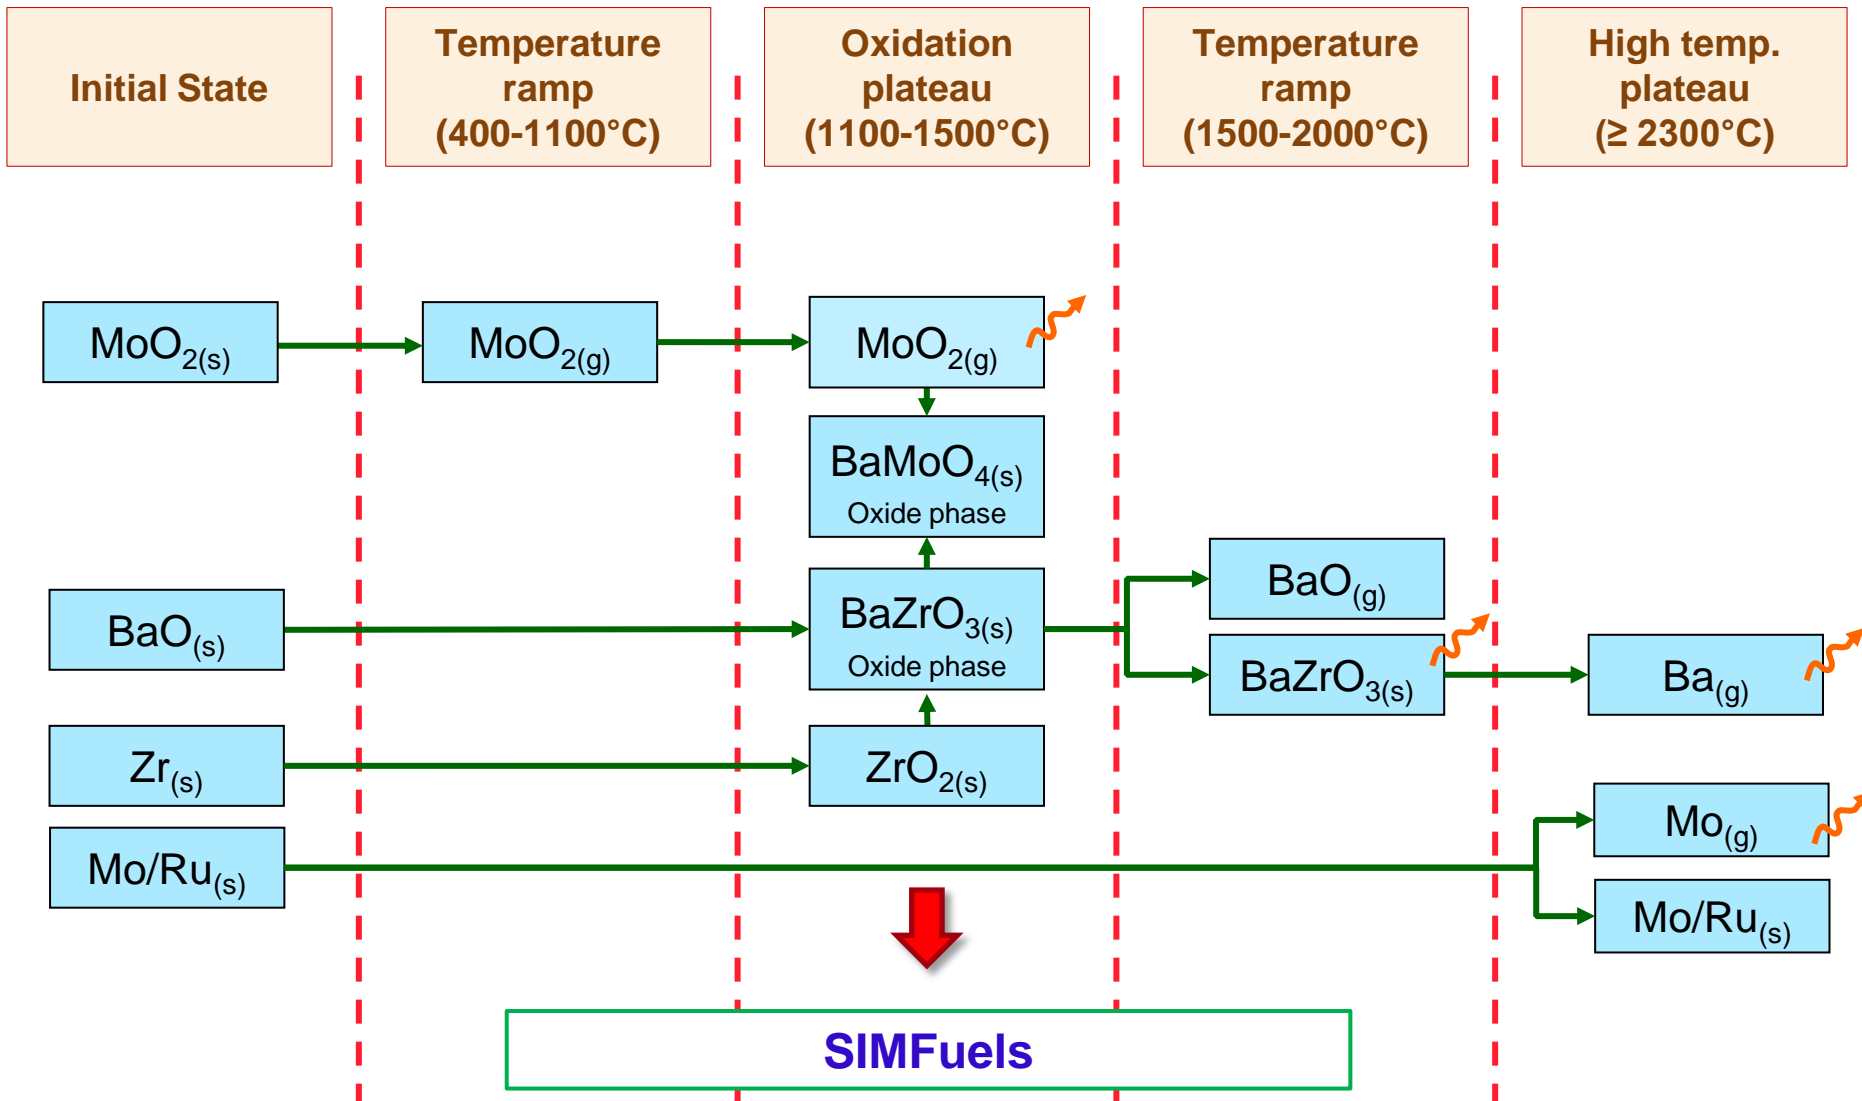 Initial State
Temperature
ramp
(400-1100°C)
Oxidation
plateau
(1100-1500°C)
Temperature
ramp
(1500-2000°C)
High temp.
plateau
(≥ 2300°C)
MoO2(s)
MoO2(g)
MoO2(g)
BaMoO4(s)
Oxide phase
BaO(s)
BaZrO3(s)
Oxide phase
BaO(g)
BaZrO3(s)
Ba(g)
Zr(s)
ZrO2(s)
Mo/Ru(s)
Mo(g)
Mo/Ru(s)
SIMFuels